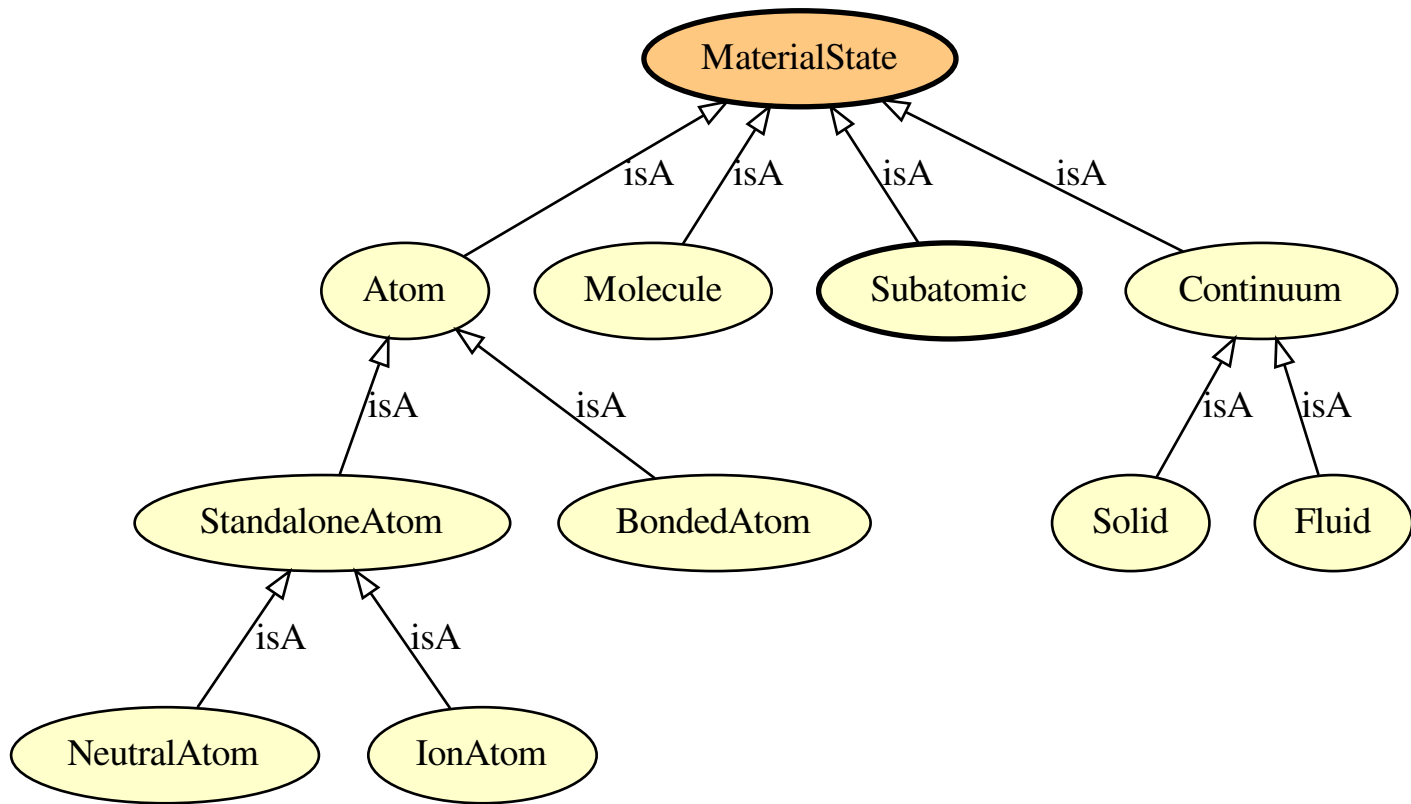 MaterialState
isA
isA
isA
isA
Atom
Molecule
Subatomic
Continuum
isA
isA
isA
isA
StandaloneAtom
BondedAtom
Solid
Fluid
isA
isA
NeutralAtom
IonAtom